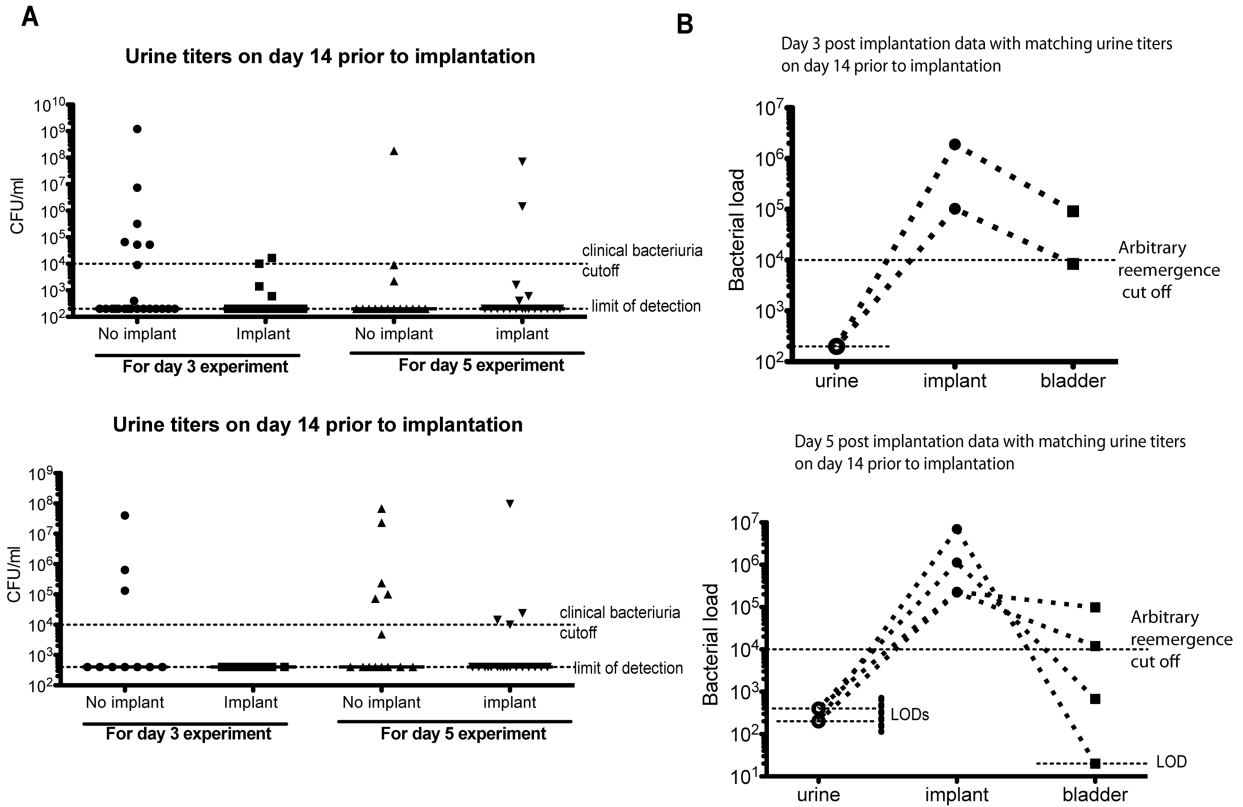 A
Urine titers on day 14 prior to implantation
CFU/ml
10^10
10^9
10^8
10^7
10^6
10^5
10^4
10^3
10^2
clinical bacteriuria
cutoff
limit of detection
No implant
Implant
No implant
implant
For day 3 experiment
For day 5 experiment
Urine titers on day 14 prior to implantation
CFU/ml
10^9
10^8
10^7
10^6
10^5
10^4
10^3
10^2
clinical bacteriuria
cutoff
limit of detection
No implant
Implant
No implant
implant
For day 3 experiment
For day 5 experiment
B
Day 3 post implantation data with matching urine titers
on day 14 prior to implantation
Bacterial load
10^7
10^6
10^5
10^4
10^3
10^2
Arbitrary
reemergence
cut off
urine
implant
bladder
Day 5 post implantation data with matching urine titers
on day 14 prior to implantation
Bacterial load
10^7
10^6
10^5
10^4
10^3
10^2
10^1
Arbitrary
reemergence
cut off
LODs
LOD
urine
implant
bladder